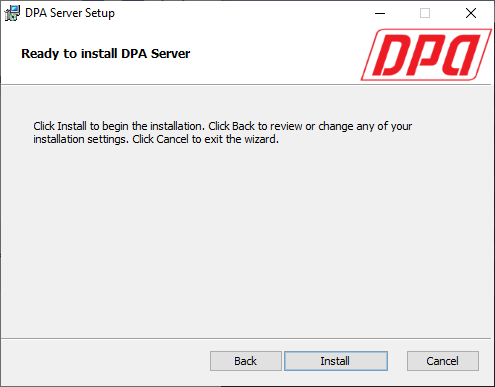 DPA Server Setup
Ready to install DPA Server
DPA
Click Install to begin the installation. Click Back to review or change any of your
installation settings. Click Cancel to exit the wizard.
Back
Install
Cancel